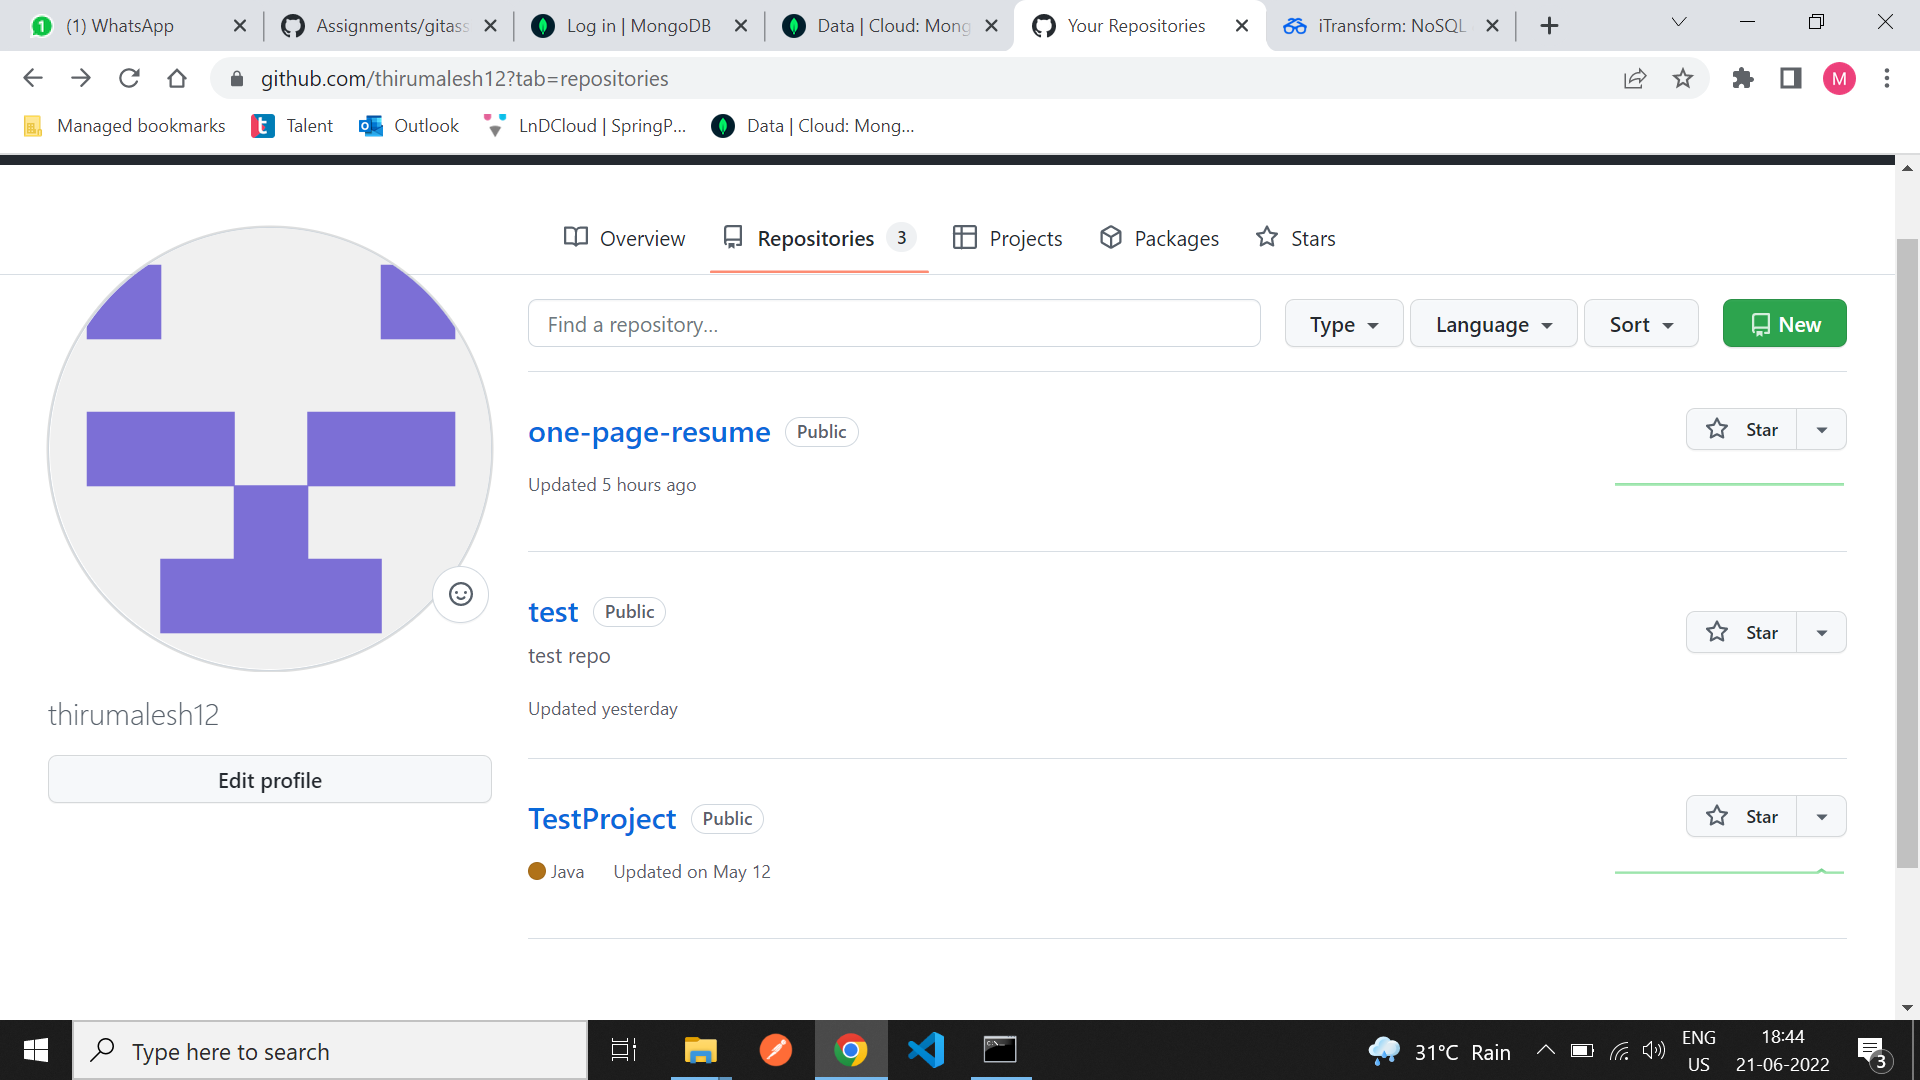 (1) WhatsApp
Assignments/gitass
Log in | MongoDB
Data | Cloud: Mong
Your Repositories
iTransform: NoSQL
github.com/thirumalesh12?tab=repositories
M
Managed bookmarks
Talent
Outlook
LnDCloud | SpringP...
Data | Cloud: Mong...
Overview
Repositories 3
Projects
Packages
Stars
Find a repository...
Type
Language
Sort
New
one-page-resume Public
Star
Updated 5 hours ago
test Public
Star
test repo
Updated yesterday
thirumalesh12
Edit profile
TestProject Public
Star
Java Updated on May 12
Type here to search
31°C Rain
ENG
US
18:44
21-06-2022
3